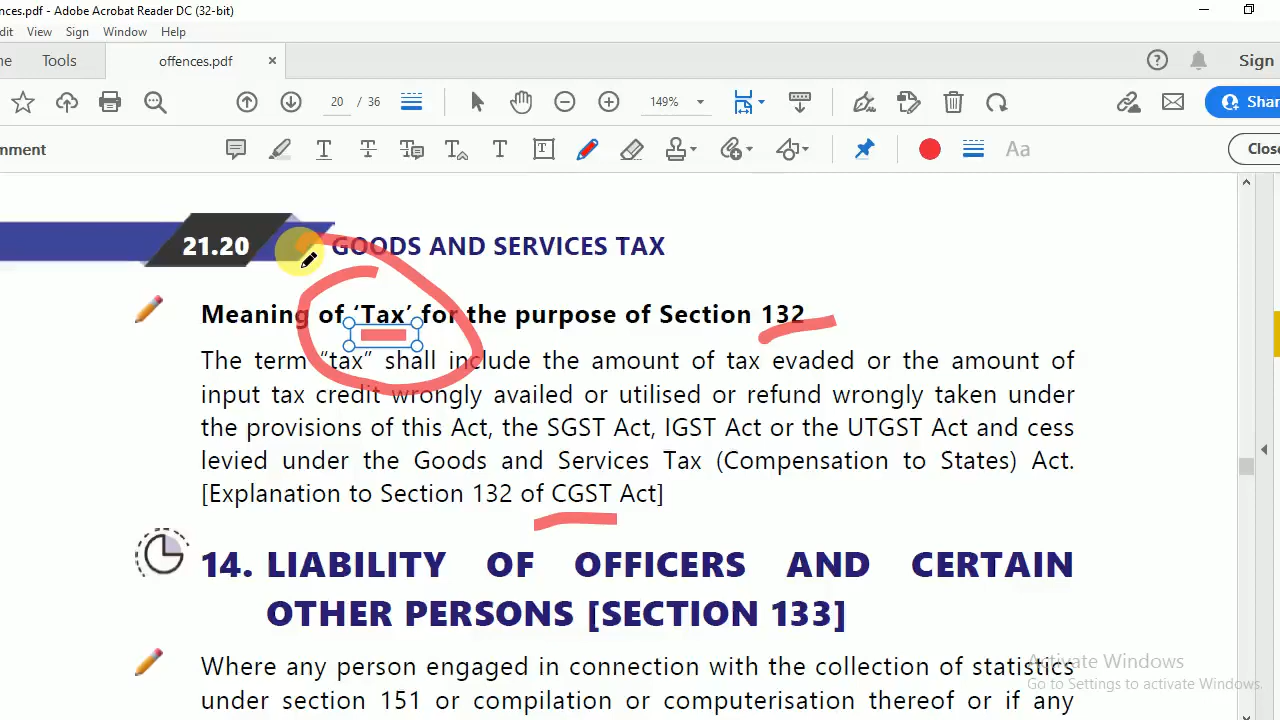 nces.pdf - Adobe Acrobat Reader DC (32-bit)
dit View Sign Window Help
ne Tools offences.pdf × Sign
20 / 36 149% Shar
mment Aa Close
21.20 GOODS AND SERVICES TAX
Meaning of ‘Tax’ for the purpose of Section 132
The term “tax” shall include the amount of tax evaded or the amount of
input tax credit wrongly availed or utilised or refund wrongly taken under
the provisions of this Act, the SGST Act, IGST Act or the UTGST Act and cess
levied under the Goods and Services Tax (Compensation to States) Act.
[Explanation to Section 132 of CGST Act]
14. LIABILITY OF OFFICERS AND CERTAIN
OTHER PERSONS [SECTION 133]
Where any person engaged in connection with the collection of statistics
under section 151 or compilation or computerisation thereof or if any
Activate Windows
Go to Settings to activate Windows.